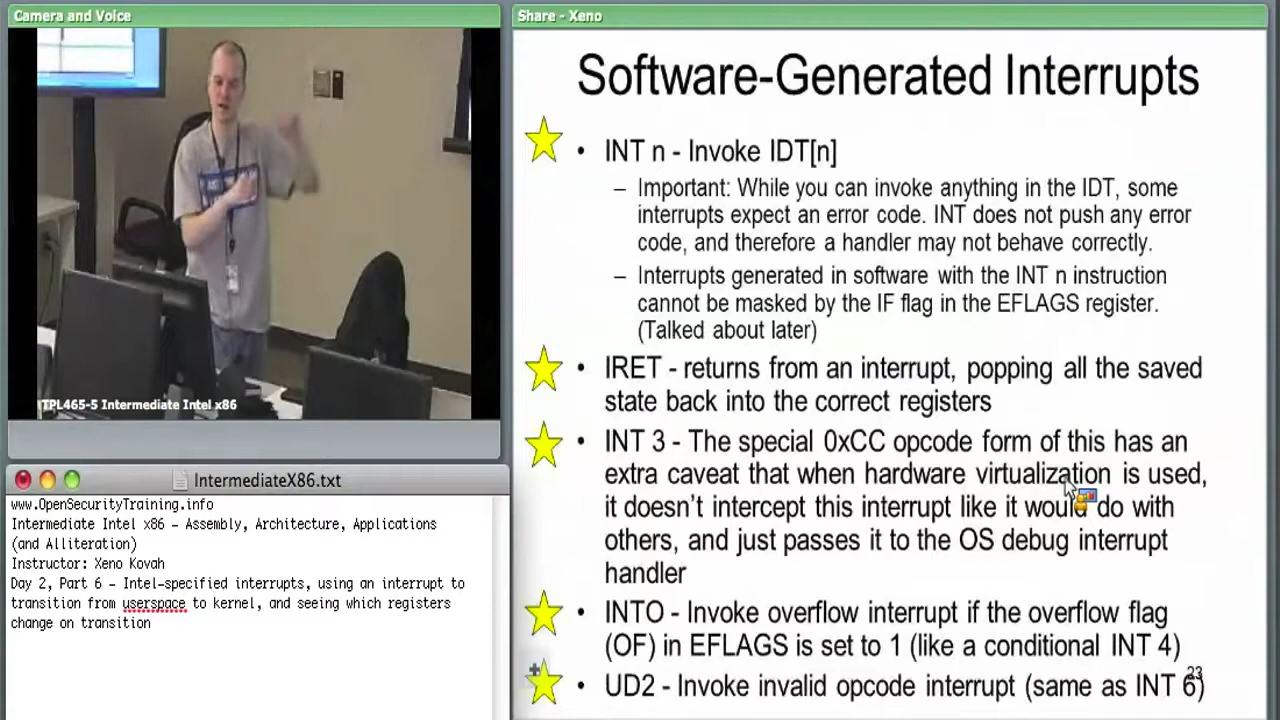 Camera and Voice
TPL465-5 Intermediate Intel x86
IntermediateX86.txt
www.OpenSecurityTraining.info
Intermediate Intel x86 – Assembly, Architecture, Applications
(and Alliteration)
Instructor: Xeno Kovah
Day 2, Part 6 – Intel-specified interrupts, using an interrupt to
transition from userspace to kernel, and seeing which registers
change on transition
Share - Xeno
Software-Generated Interrupts
• INT n - Invoke IDT[n]
– Important: While you can invoke anything in the IDT, some
interrupts expect an error code. INT does not push any error
code, and therefore a handler may not behave correctly.
– Interrupts generated in software with the INT n instruction
cannot be masked by the IF flag in the EFLAGS register.
(Talked about later)
• IRET - returns from an interrupt, popping all the saved
state back into the correct registers
• INT 3 - The special 0xCC opcode form of this has an
extra caveat that when hardware virtualization is used,
it doesn't intercept this interrupt like it would do with
others, and just passes it to the OS debug interrupt
handler
• INTO - Invoke overflow interrupt if the overflow flag
(OF) in EFLAGS is set to 1 (like a conditional INT 4)
• UD2 - Invoke invalid opcode interrupt (same as INT 6)
23